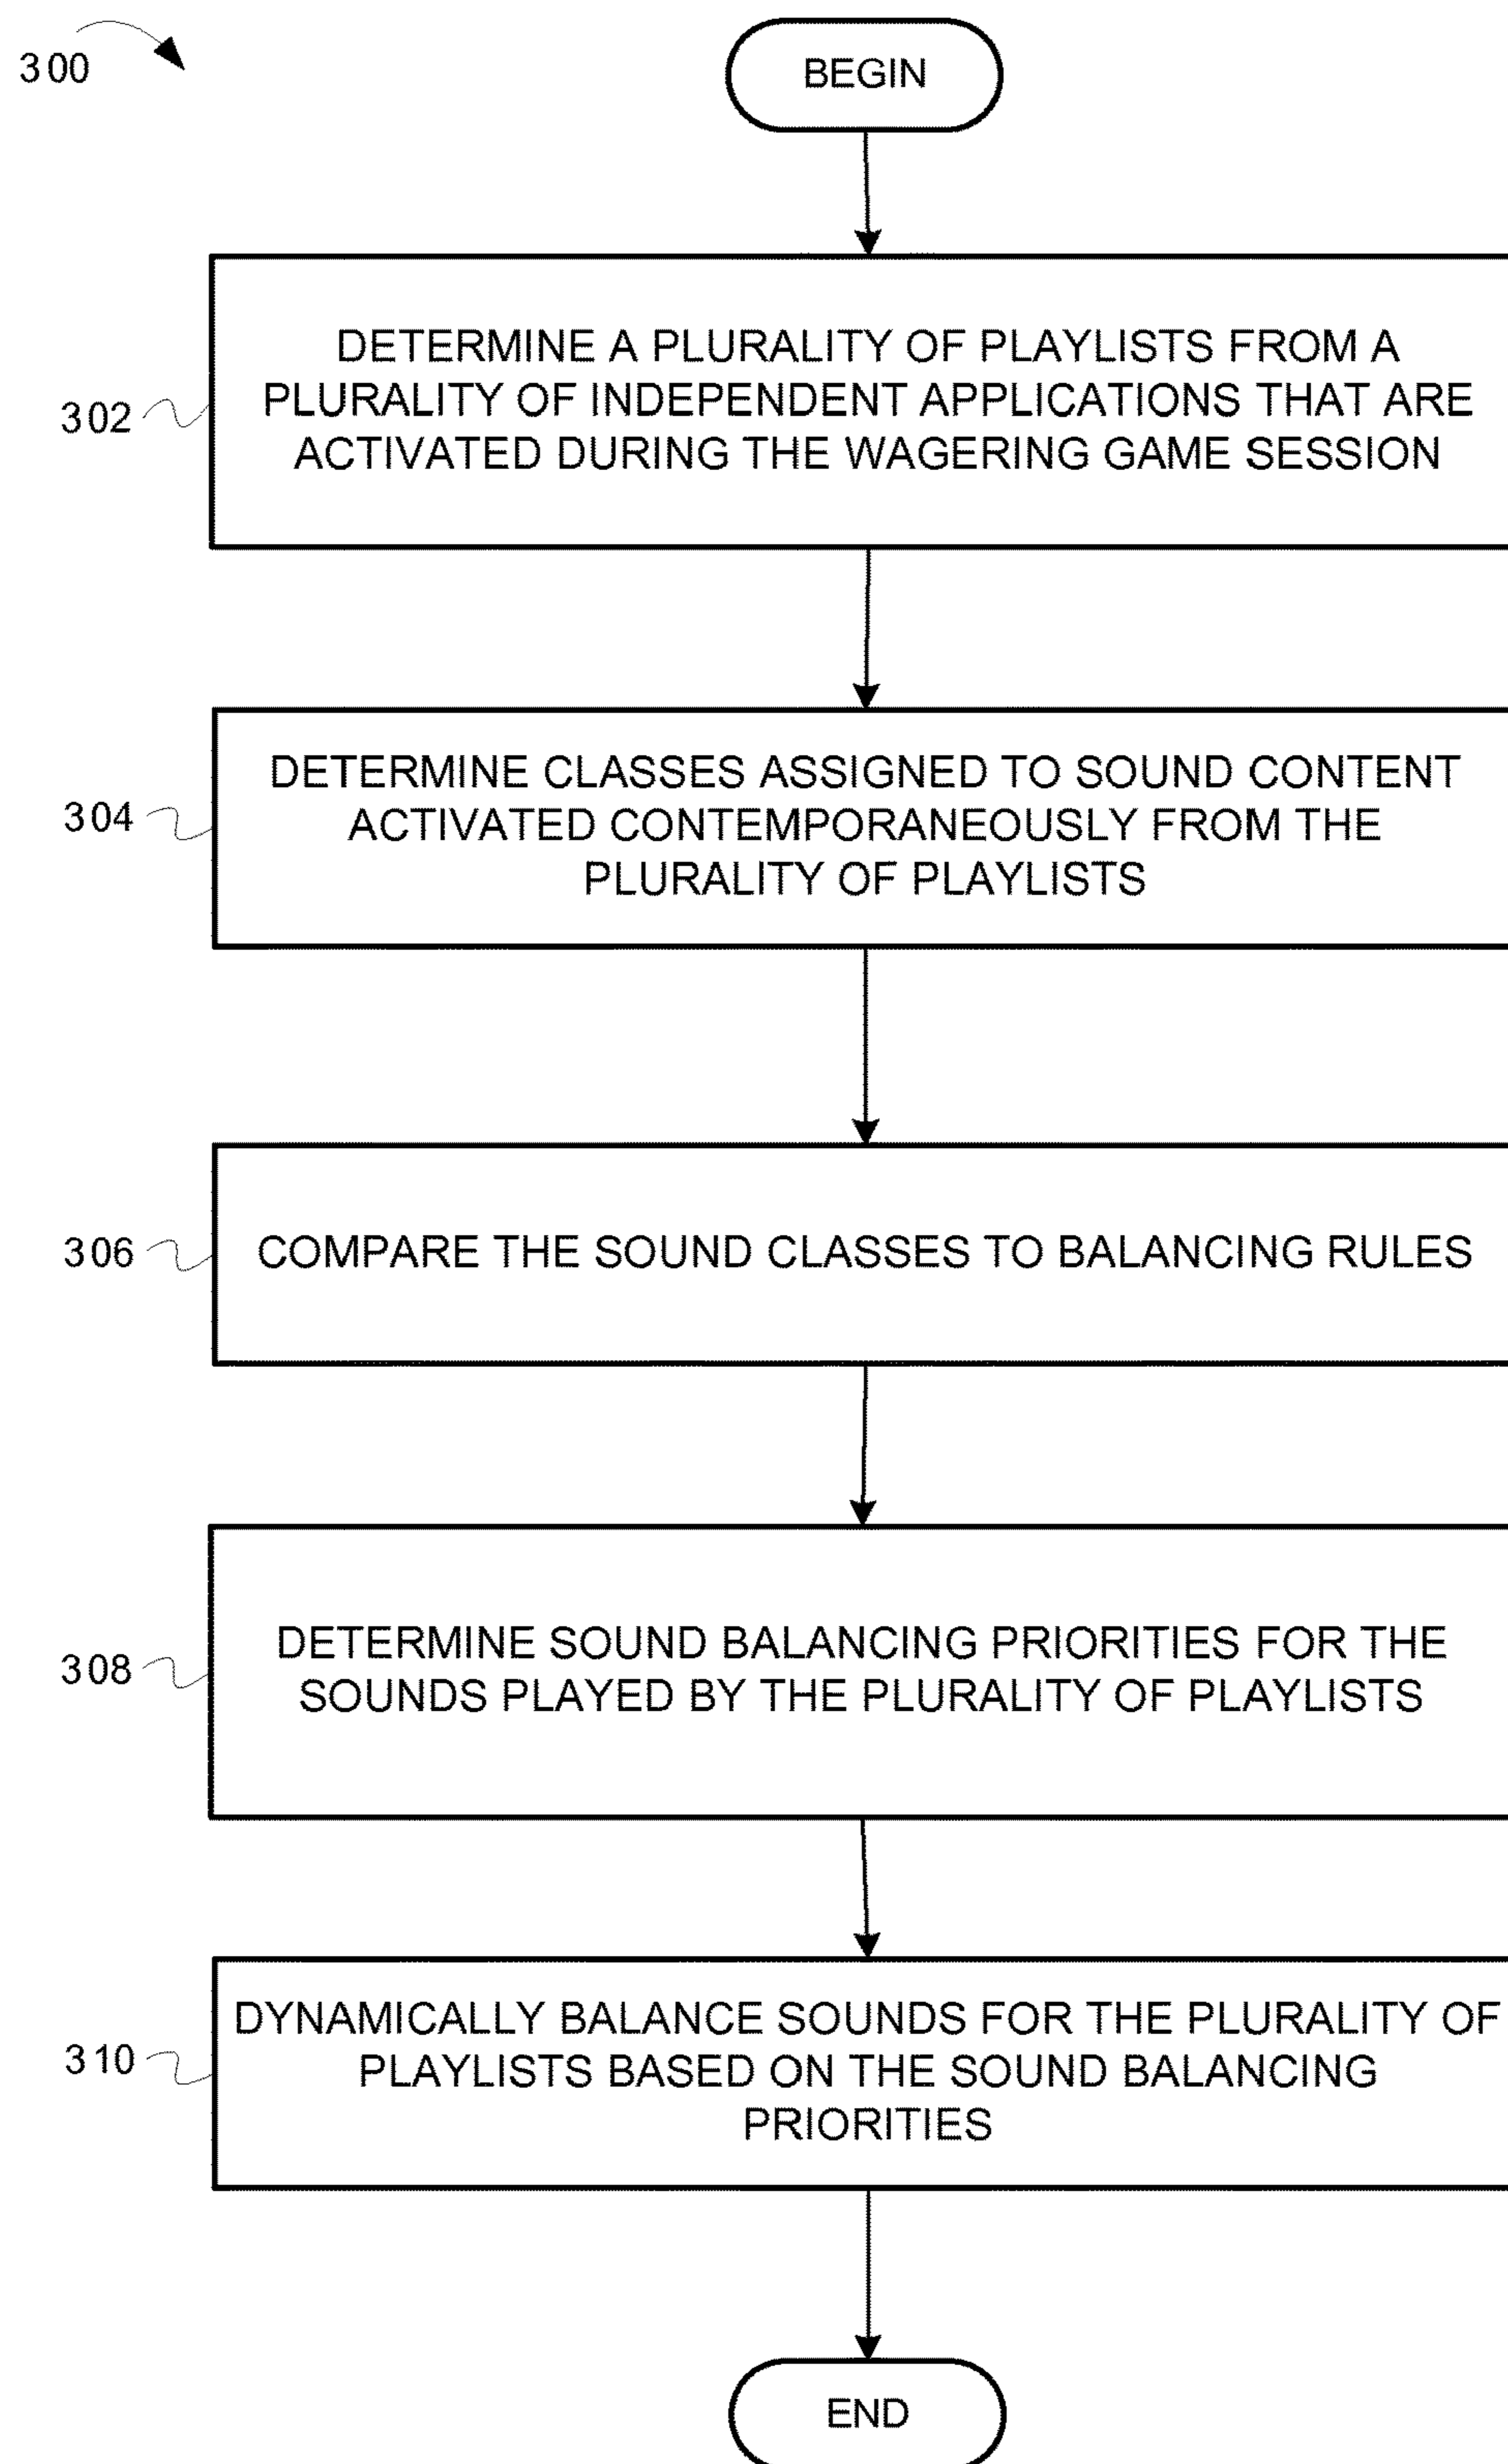 300
BEGIN
302
DETERMINE A PLURALITY OF PLAYLISTS FROM A
PLURALITY OF INDEPENDENT APPLICATIONS THAT ARE
ACTIVATED DURING THE WAGERING GAME SESSION
304
DETERMINE CLASSES ASSIGNED TO SOUND CONTENT
ACTIVATED CONTEMPORANEOUSLY FROM THE
PLURALITY OF PLAYLISTS
306
COMPARE THE SOUND CLASSES TO BALANCING RULES
308
DETERMINE SOUND BALANCING PRIORITIES FOR THE
SOUNDS PLAYED BY THE PLURALITY OF PLAYLISTS
310
DYNAMICALLY BALANCE SOUNDS FOR THE PLURALITY OF
PLAYLISTS BASED ON THE SOUND BALANCING
PRIORITIES
END